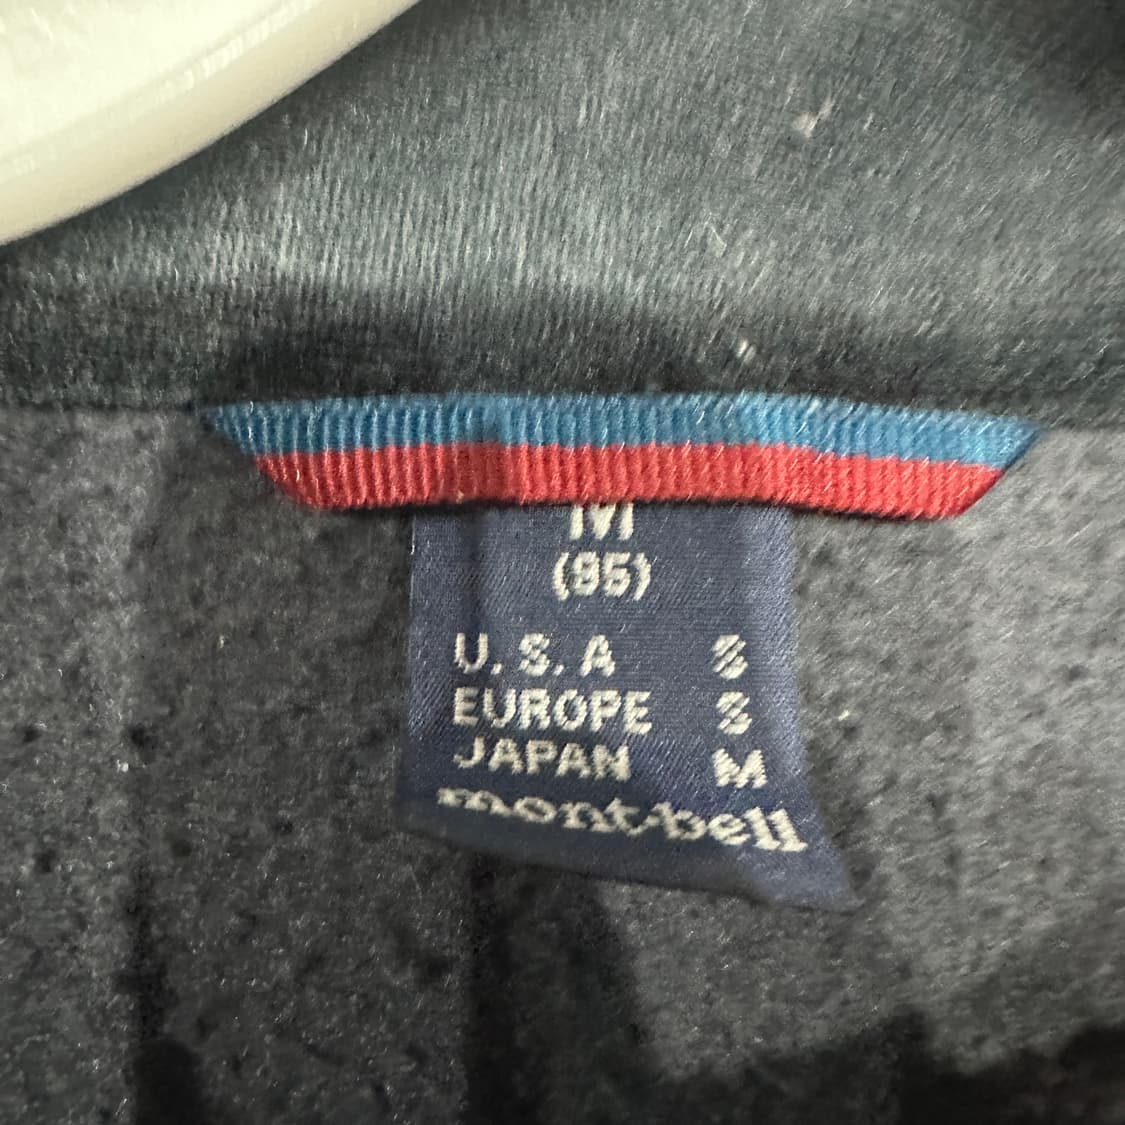 M
(95)
U.S.A S
EUROPE S
JAPAN M
mont-bell